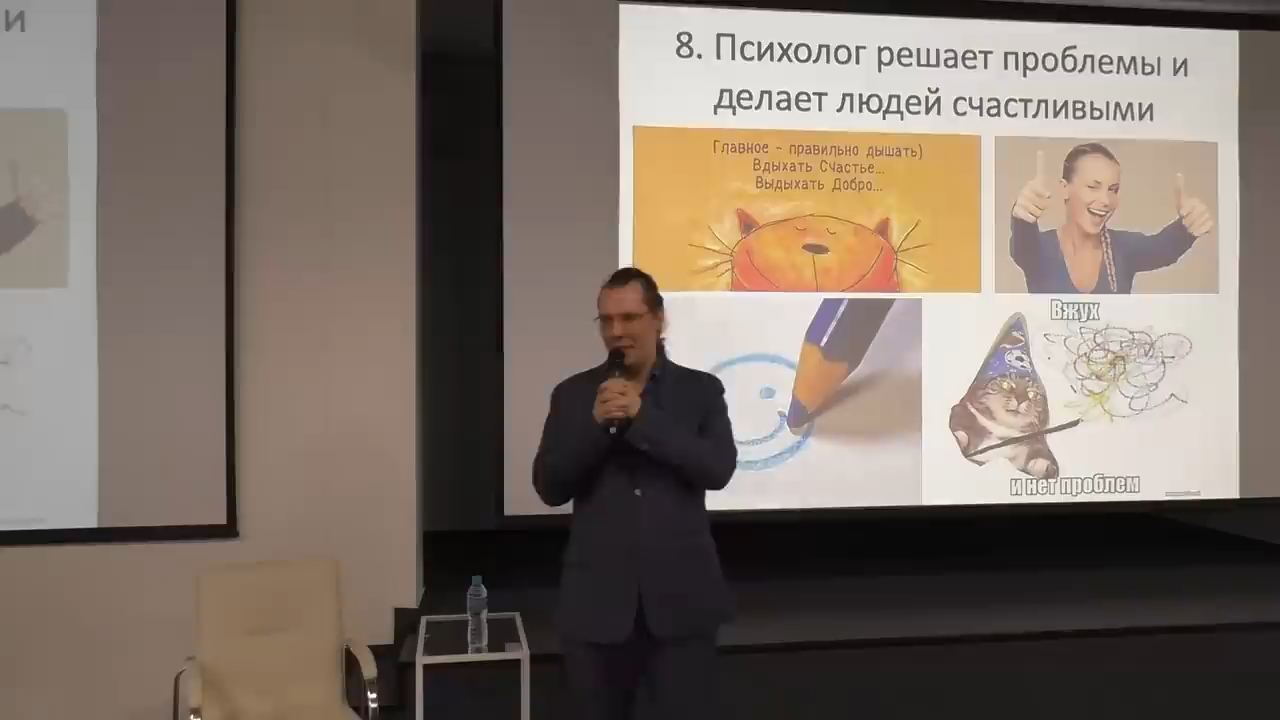 и
8. Психолог решает проблемы и
делает людей счастливыми
Главное - правильно дышать)
Вдыхать Счастье...
Выдыхать Добро...
Вжух
и нет проблем